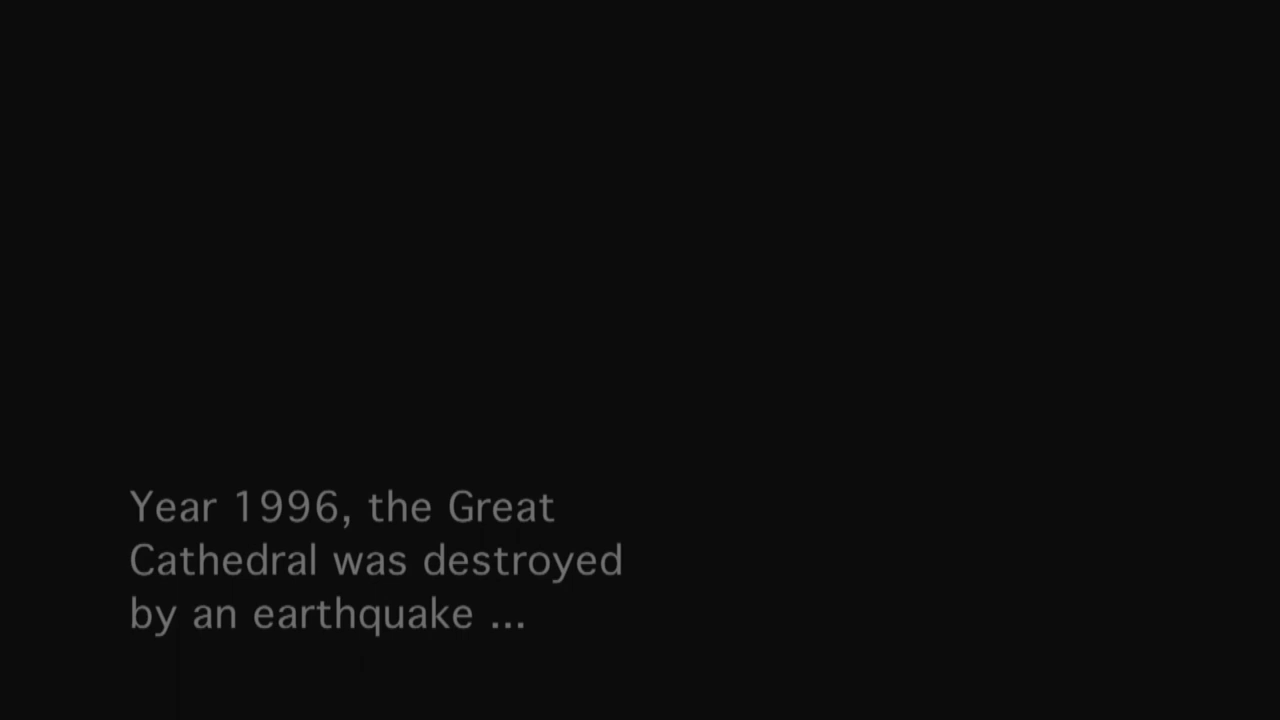 Year 1996, the Great
Cathedral was destroyed
by an earthquake ...